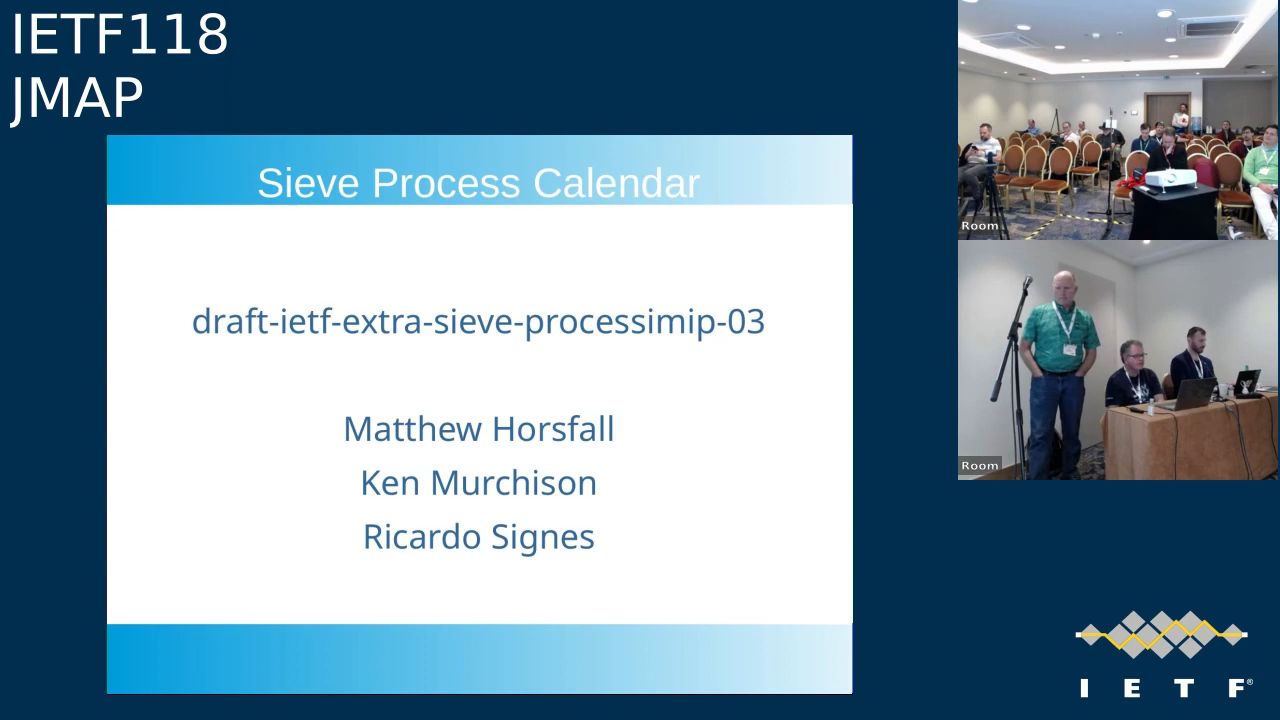 IETF118
JMAP
Sieve Process Calendar
draft-ietf-extra-sieve-processimip-03
Matthew Horsfall
Ken Murchison
Ricardo Signes
Room
Room
I E T F®